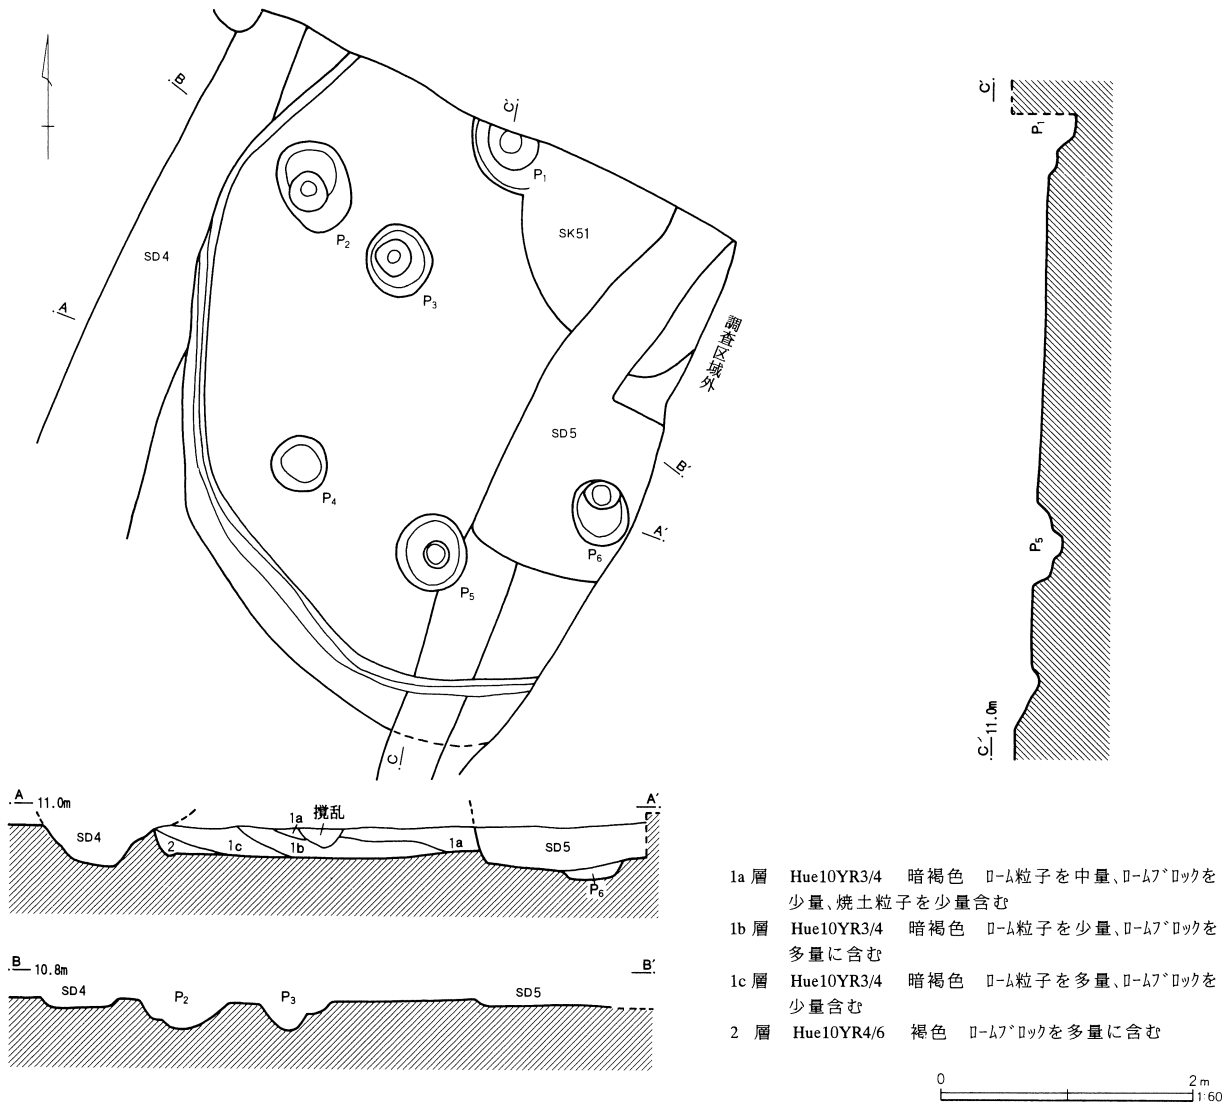 B
C'
P1
P2
SK51
SD4
P3
A
調査区域外
SD5
B'
P4
A'
P6
P5
C
C'
P1
P5
C'
11.0m
A
11.0m
1a
撹乱
A'
SD4
2
1c
1b
1a
SD5
P6
B
10.8m
SD4
P2
P3
SD5
B'
1a 層 Hue10YR3/4 暗褐色 ﾛｰﾑ粒子を中量、ﾛｰﾑﾌﾞﾛｯｸを
少量、焼土粒子を少量含む
1b 層 Hue10YR3/4 暗褐色 ﾛｰﾑ粒子を少量、ﾛｰﾑﾌﾞﾛｯｸを
多量に含む
1c 層 Hue10YR3/4 暗褐色 ﾛｰﾑ粒子を多量、ﾛｰﾑﾌﾞﾛｯｸを
少量含む
2 層 Hue10YR4/6 褐色 ﾛｰﾑﾌﾞﾛｯｸを多量に含む
0 2m
1:60